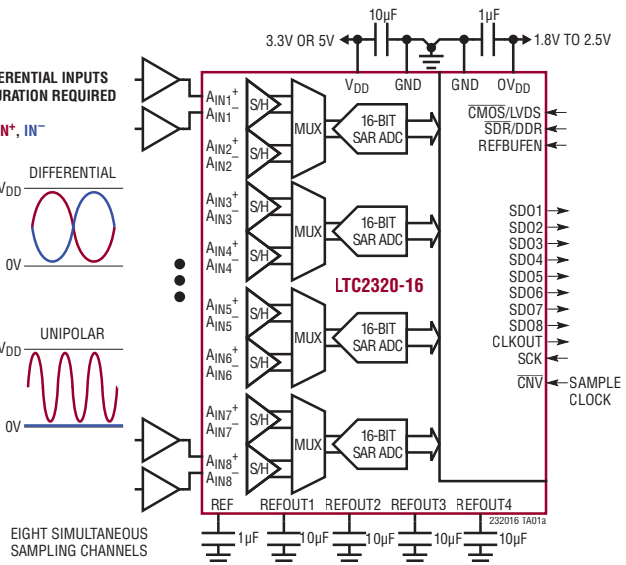 10µF
1µF
3.3V OR 5V
1.8V TO 2.5V
VDD
GND
GND
OVDD
ERENTIAL INPUTS
URATION REQUIRED
IN+, IN−
DIFFERENTIAL
VDD
0V
UNIPOLAR
VDD
0V
EIGHT SIMULTANEOUS
SAMPLING CHANNELS
AIN1+
AIN1−
S/H
AIN2+
AIN2−
S/H
MUX
16-BIT
SAR ADC
AIN3+
AIN3−
S/H
AIN4+
AIN4−
S/H
MUX
16-BIT
SAR ADC
LTC2320-16
AIN5+
AIN5−
S/H
AIN6+
AIN6−
S/H
MUX
16-BIT
SAR ADC
AIN7+
AIN7−
S/H
AIN8+
AIN8−
S/H
MUX
16-BIT
SAR ADC
CMOS/LVDS
SDR/DDR
REFBUFEN
SDO1
SDO2
SDO3
SDO4
SDO5
SDO6
SDO7
SDO8
CLKOUT
SCK
CNV
SAMPLE
CLOCK
REF
REFOUT1
REFOUT2
REFOUT3
REFOUT4
232016 TA01a
1µF
10µF
10µF
10µF
10µF